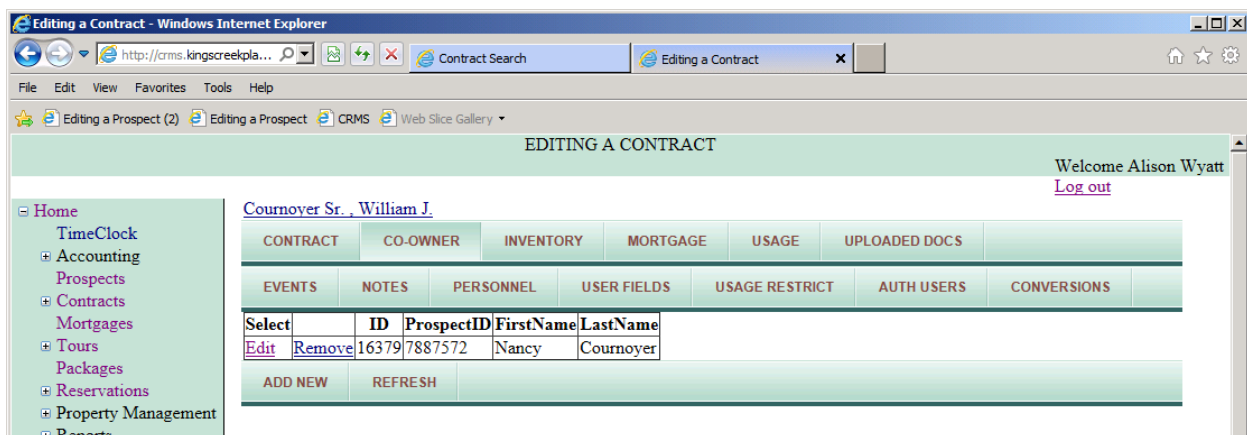 Editing a Contract - Windows Internet Explorer
http://crms.kingscreekpla... Contract Search Editing a Contract
File Edit View Favorites Tools Help
Editing a Prospect (2) Editing a Prospect CRMS Web Slice Gallery
EDITING A CONTRACT
Welcome Alison Wyatt
Log out
Home
TimeClock
Accounting
Prospects
Contracts
Mortgages
Tours
Packages
Reservations
Property Management
Reports
Cournoyer Sr. , William J.
CONTRACT CO-OWNER INVENTORY MORTGAGE USAGE UPLOADED DOCS
EVENTS NOTES PERSONNEL USER FIELDS USAGE RESTRICT AUTH USERS CONVERSIONS
Select ID ProspectID FirstName LastName
Edit Remove 16379 7887572 Nancy Cournoyer
ADD NEW REFRESH